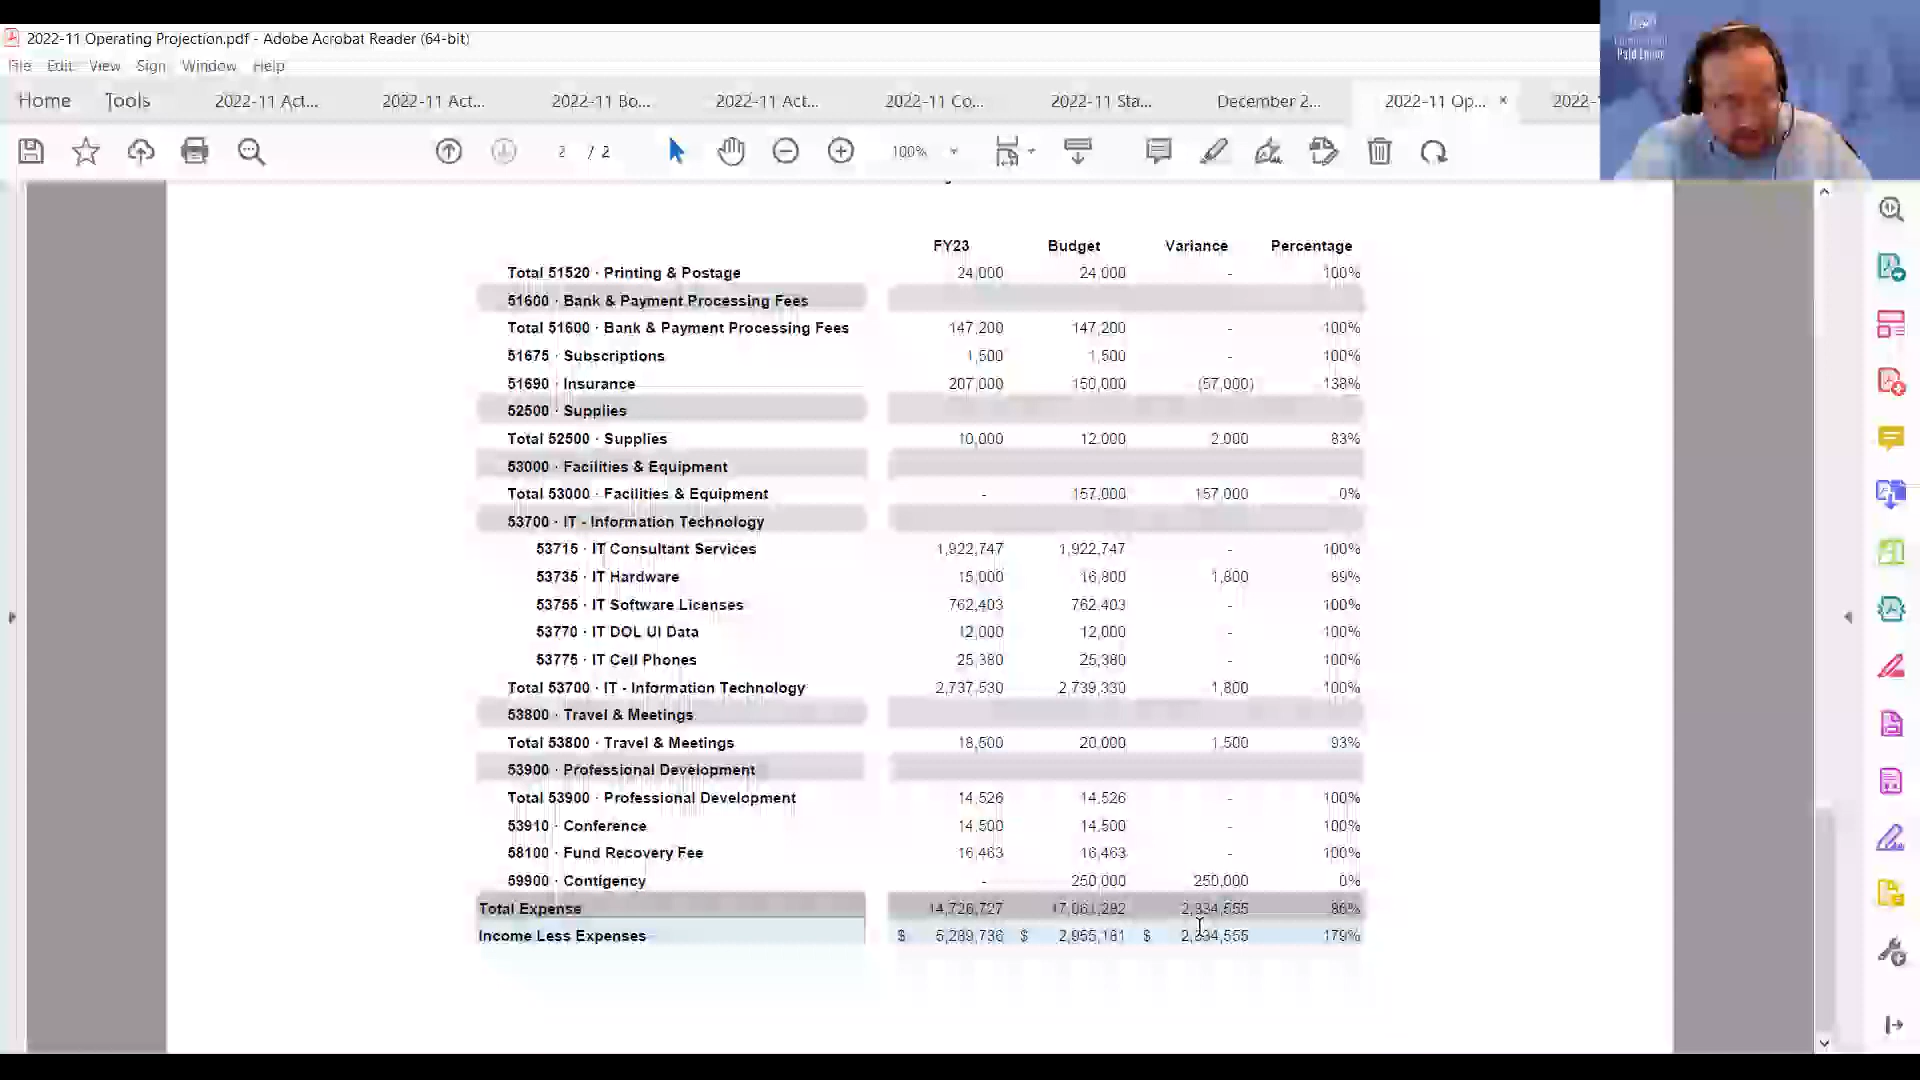 2022-11 Operating Projection.pdf - Adobe Acrobat Reader (64-bit)
File Edit View Sign Window Help
Home Tools 2022-11 Act... 2022-11 Act... 2022-11 Bo... 2022-11 Act... 2022-11 Co... 2022-11 Sta... December 2... 2022-11 Op... × 2022-
2 / 2 100%
Paid Leave
FY23 Budget Variance Percentage
Total 51520 · Printing & Postage 24,000 24,000 - 100%
51600 · Bank & Payment Processing Fees
Total 51600 · Bank & Payment Processing Fees 147,200 147,200 - 100%
51675 · Subscriptions 1,500 1,500 - 100%
51690 · Insurance 207,000 150,000 (57,000) 138%
52500 · Supplies
Total 52500 · Supplies 10,000 12,000 2,000 83%
53000 · Facilities & Equipment
Total 53000 · Facilities & Equipment - 157,000 157,000 0%
53700 · IT - Information Technology
53715 · IT Consultant Services 1,922,747 1,922,747 - 100%
53735 · IT Hardware 15,000 16,800 1,800 89%
53755 · IT Software Licenses 762,403 762,403 - 100%
53770 · IT DOL UI Data 12,000 12,000 - 100%
53775 · IT Cell Phones 25,380 25,380 - 100%
Total 53700 · IT - Information Technology 2,737,530 2,739,330 1,800 100%
53800 · Travel & Meetings
Total 53800 · Travel & Meetings 18,500 20,000 1,500 93%
53900 · Professional Development
Total 53900 · Professional Development 14,526 14,526 - 100%
53910 · Conference 14,500 14,500 - 100%
58100 · Fund Recovery Fee 16,463 16,463 - 100%
59900 · Contigency - 250,000 250,000 0%
Total Expense 14,726,727 17,061,282 2,334,555 86%
Income Less Expenses $ 5,289,736 $ 2,955,181 $ 2,334,555 179%